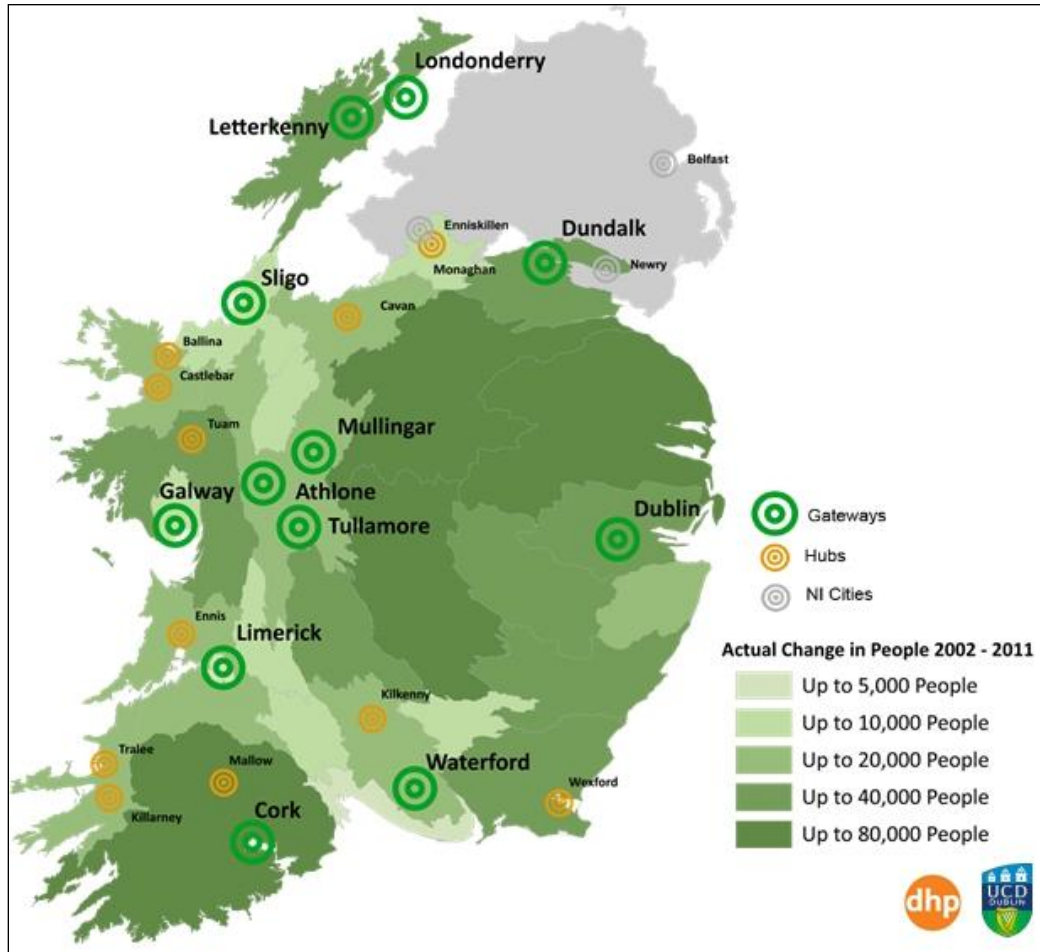 Londonderry
Letterkenny
Belfast
Enniskillen
Dundalk
Monaghan
Newry
Sligo
Cavan
Ballina
Castlebar
Tuam
Mullingar
Galway
Athlone
Dublin
Tullamore
Gateways
Hubs
NI Cities
Ennis
Limerick
Actual Change in People 2002 - 2011
Up to 5,000 People
Kilkenny
Up to 10,000 People
Tralee
Mallow
Waterford
Up to 20,000 People
Wexford
Killarney
Cork
Up to 40,000 People
Up to 80,000 People
dhp
UCD
DUBLIN